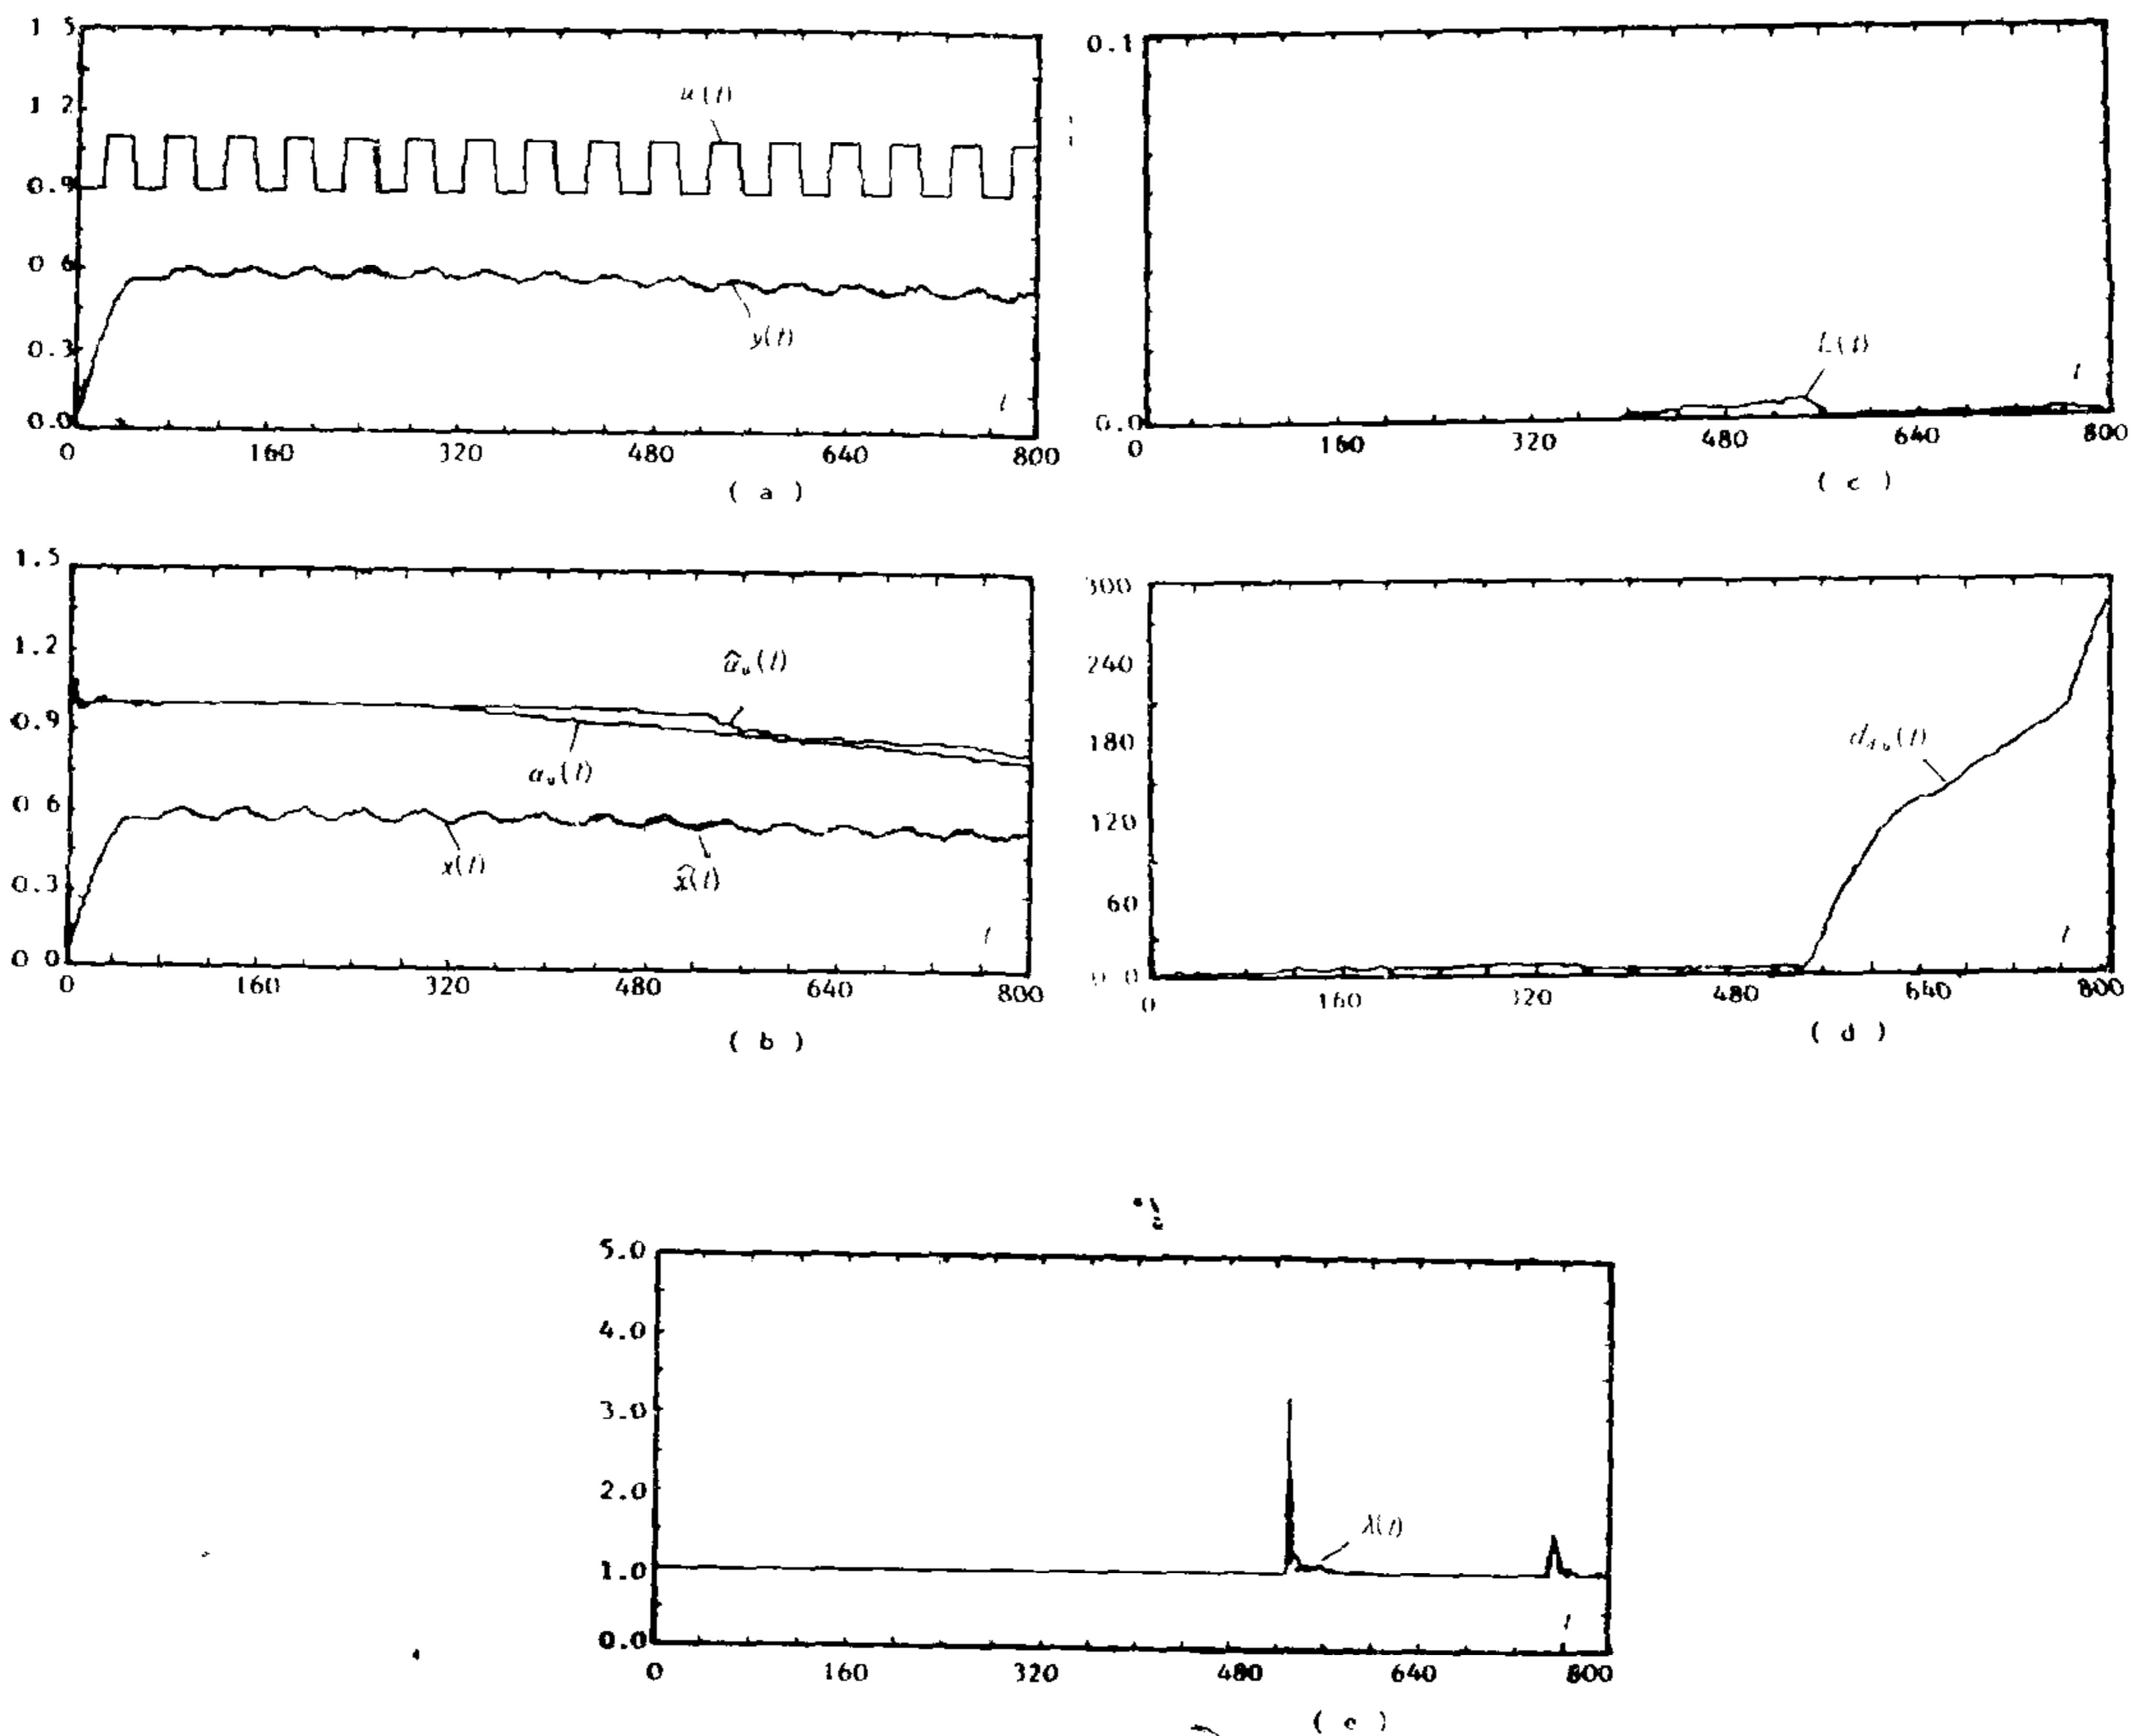 1 5
1 2
0.9
0 6
0.3
0.0
u(t)
y(t)
t
0 160 320 480 640 800
( a )
0.1
0.0
L(t)
t
0 160 320 480 640 800
( c )
1.5
1.2
0.9
0 6
0.3
0 0
α̂u(t)
αu(t)
x(t)
x̂(t)
t
0 160 320 480 640 800
( b )
300
240
180
120
60
0 0
t
0 160 320 480 640 800
( d )
5.0
4.0
3.0
2.0
1.0
0.0
λ(t)
t
0 160 320 480 640 800
( e )